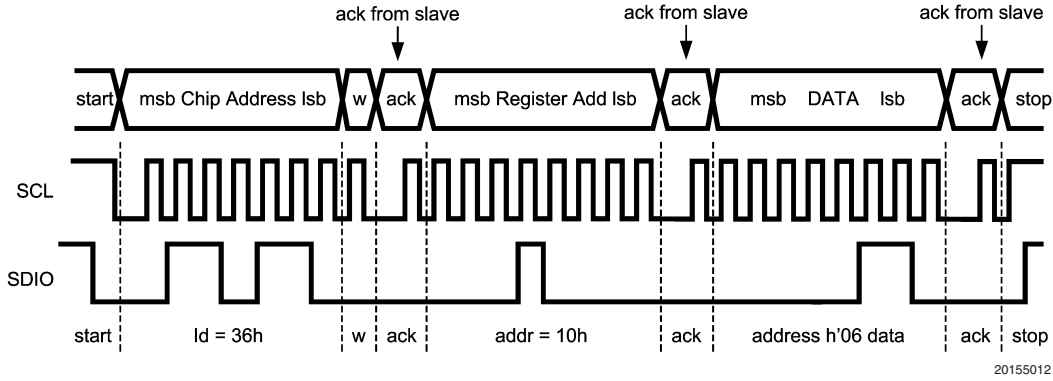 ack from slave ack from slave ack from slave
start msb Chip Address lsb w ack msb Register Add lsb ack msb DATA lsb ack stop
SCL
SDIO
start Id = 36h w ack addr = 10h ack address h'06 data ack stop
20155012